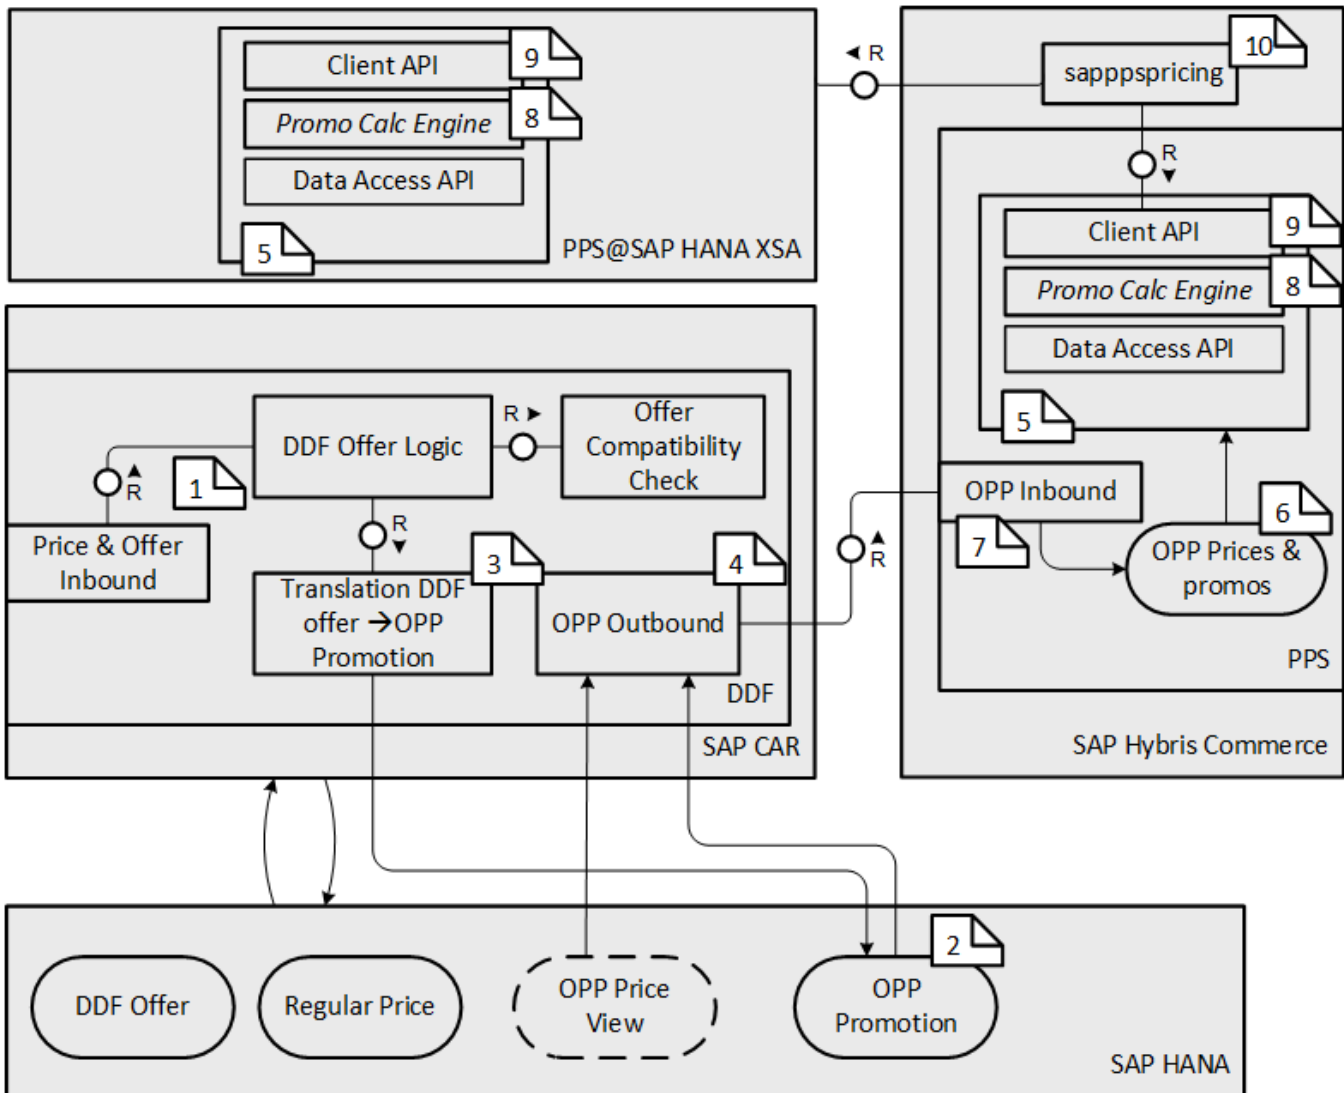 Client API
9
Promo Calc Engine
8
Data Access API
5
PPS@SAP HANA XSA
R
sapppspricing
10
R
Client API
9
Promo Calc Engine
8
Data Access API
5
OPP Inbound
7
6
OPP Prices &
promos
PPS
SAP Hybris Commerce
DDF Offer Logic
R
Offer
Compatibility
Check
R
1
Price & Offer
Inbound
R
3
Translation DDF
offer →OPP
Promotion
4
OPP Outbound
R
DDF
SAP CAR
DDF Offer
Regular Price
OPP Price
View
2
OPP
Promotion
SAP HANA